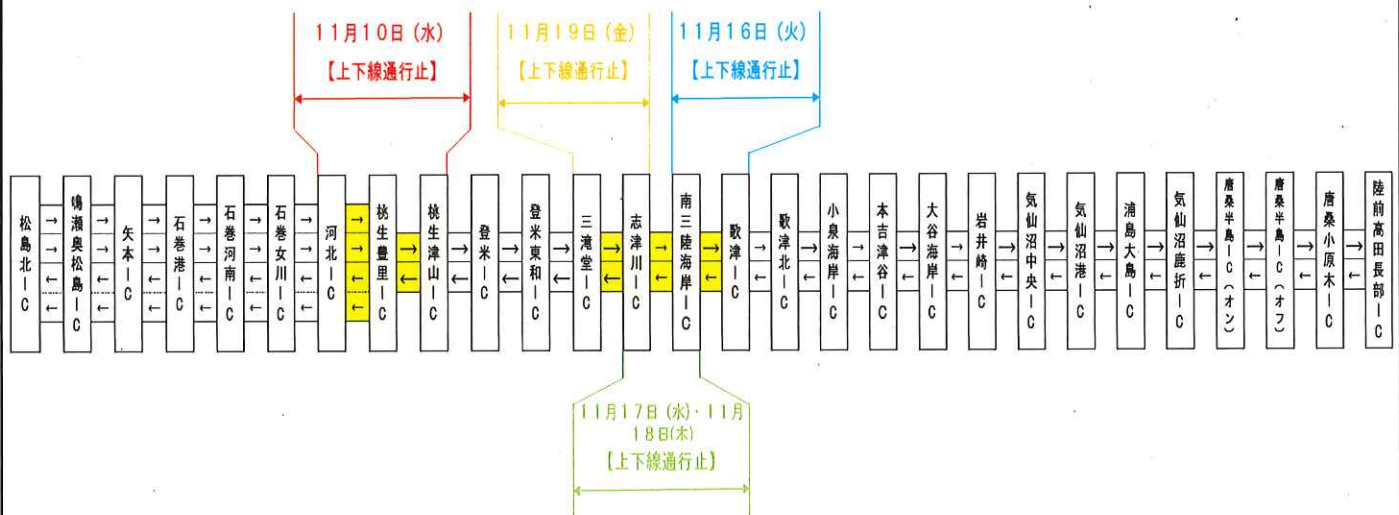 11月10日(水)
【上下線通行止】
11月19日(金)
【上下線通行止】
11月16日(火)
【上下線通行止】
松島北IC
鳴瀬奥松島IC
矢本IC
石巻港IC
石巻河南IC
石巻女川IC
河北IC
桃生豊里IC
桃生津山IC
登米IC
登米東和IC
三滝堂IC
志津川IC
南三陸海岸IC
歌津IC
歌津北IC
小泉海岸IC
本吉津谷IC
大谷海岸IC
岩井崎IC
気仙沼中央IC
気仙沼港IC
浦島大島IC
気仙沼鹿折IC
唐桑半島IC(オン)
唐桑半島IC(オフ)
唐桑小原木IC
陸前高田長部IC
11月17日(水)・11月
18日(木)
【上下線通行止】